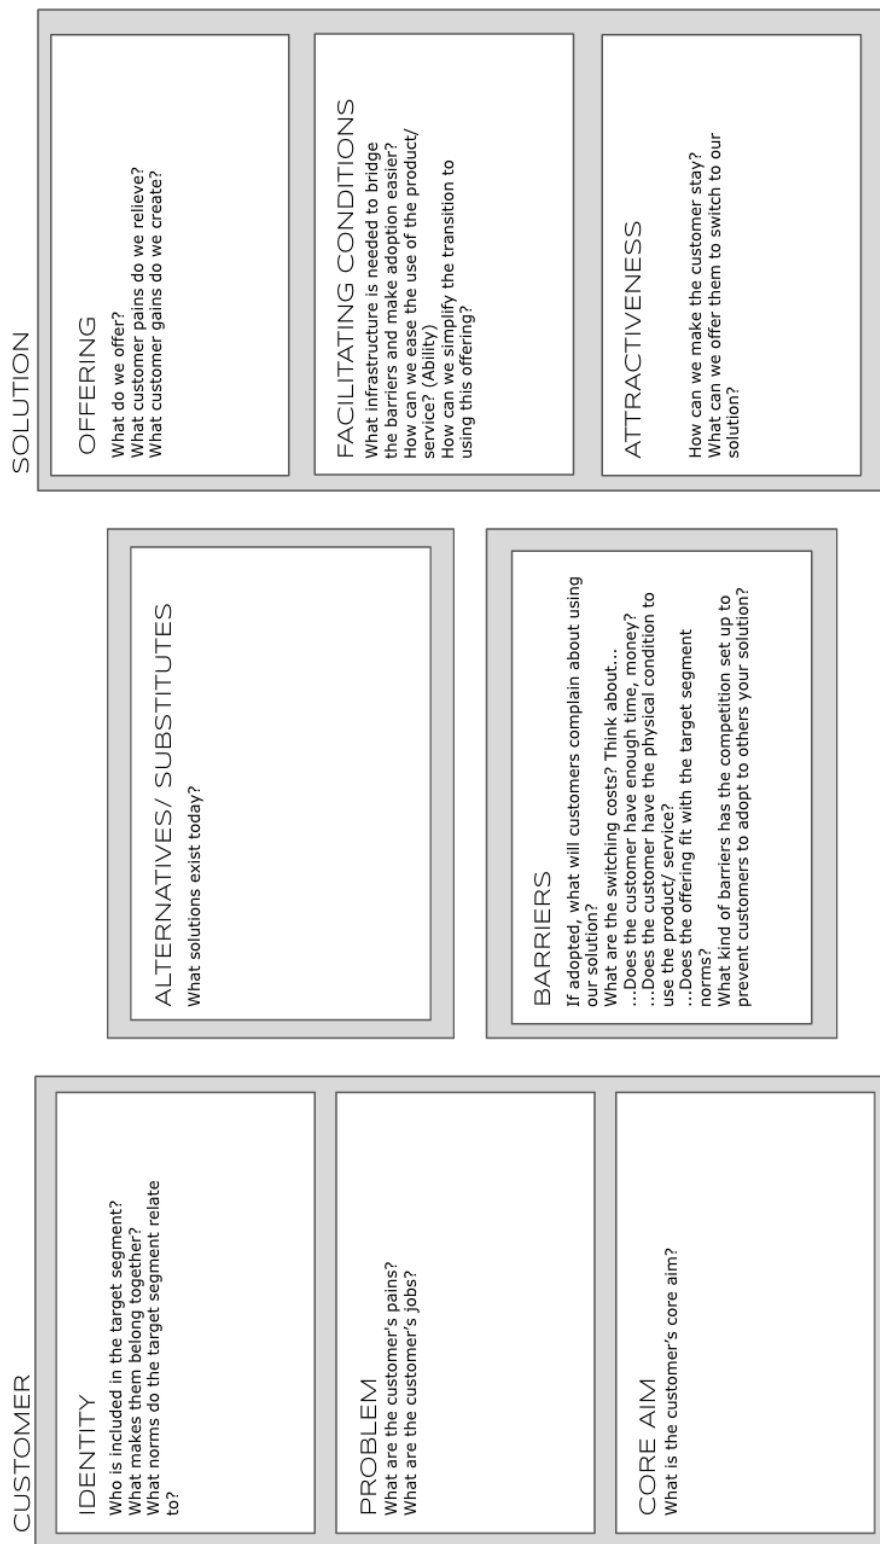 CUSTOMER
IDENTITY
Who is included in the target segment?
What makes them belong together?
What norms do the target segment relate
to?
PROBLEM
What are the customer's pains?
What are the customer's jobs?
CORE AIM
What is the customer's core aim?
ALTERNATIVES/ SUBSTITUTES
What solutions exist today?
BARRIERS
If adopted, what will customers complain about using
our solution?
What are the switching costs? Think about...
...Does the customer have enough time, money?
...Does the customer have the physical condition to
use the product/ service?
...Does the offering fit with the target segment
norms?
What kind of barriers has the competition set up to
prevent customers to adopt to others your solution?
SOLUTION
OFFERING
What do we offer?
What customer pains do we relieve?
What customer gains do we create?
FACILITATING CONDITIONS
What infrastructure is needed to bridge
the barriers and make adoption easier?
How can we ease the use of the product/
service? (Ability)
How can we simplify the transition to
using this offering?
ATTRACTIVENESS
How can we make the customer stay?
What can we offer them to switch to our
solution?